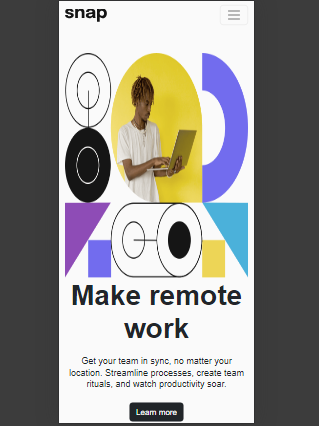 snap
Make remote
work
Get your team in sync, no matter your
location. Streamline processes, create team
rituals, and watch productivity soar.
Learn more